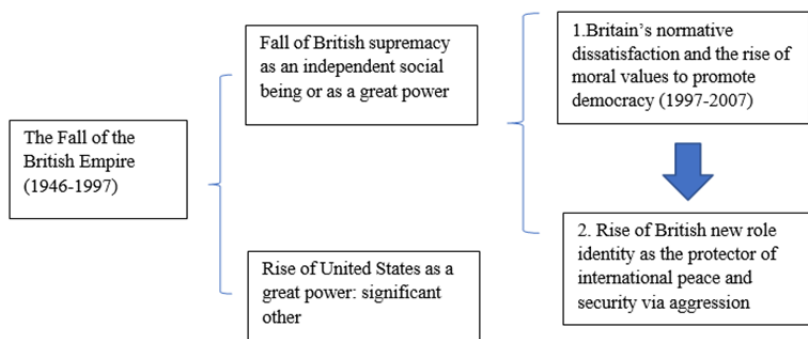 The Fall of the
British Empire
(1946-1997)
Fall of British supremacy
as an independent social
being or as a great power
Rise of United States as a
great power: significant
other
1.Britain’s normative
dissatisfaction and the rise of
moral values to promote
democracy (1997-2007)
2. Rise of British new role
identity as the protector of
international peace and
security via aggression